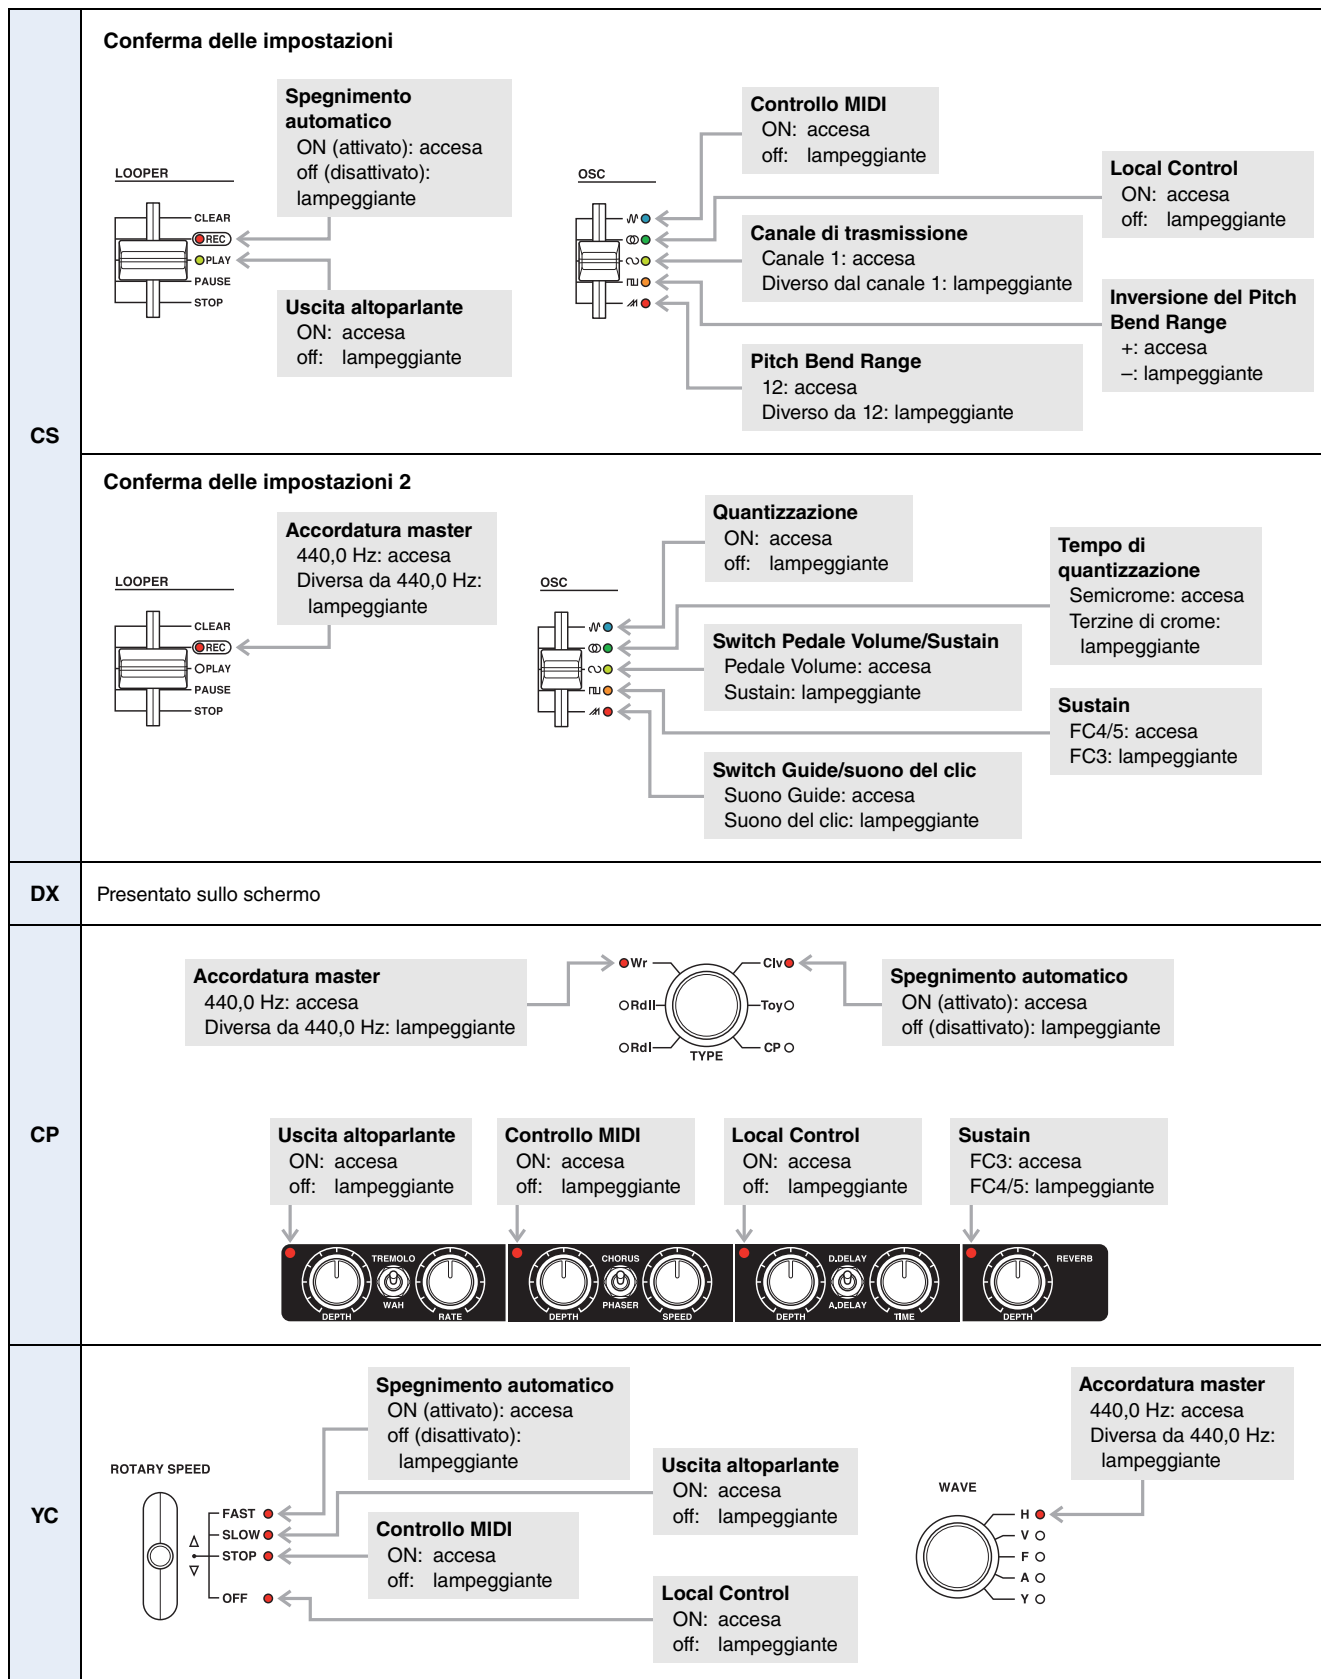 CS
Conferma delle impostazioni
Spegnimento
automatico
ON (attivato): accesa
off (disattivato):
lampeggiante
LOOPER
CLEAR
REC
PLAY
PAUSE
STOP
Uscita altoparlante
ON: accesa
off: lampeggiante
OSC
Controllo MIDI
ON: accesa
off: lampeggiante
Local Control
ON: accesa
off: lampeggiante
Canale di trasmissione
Canale 1: accesa
Diverso dal canale 1: lampeggiante
Inversione del Pitch
Bend Range
+: accesa
–: lampeggiante
Pitch Bend Range
12: accesa
Diverso da 12: lampeggiante
Conferma delle impostazioni 2
Accordatura master
440,0 Hz: accesa
Diversa da 440,0 Hz:
lampeggiante
LOOPER
CLEAR
REC
PLAY
PAUSE
STOP
OSC
Quantizzazione
ON: accesa
off: lampeggiante
Tempo di
quantizzazione
Semicrome: accesa
Terzine di crome:
lampeggiante
Switch Pedale Volume/Sustain
Pedale Volume: accesa
Sustain: lampeggiante
Sustain
FC4/5: accesa
FC3: lampeggiante
Switch Guide/suono del clic
Suono Guide: accesa
Suono del clic: lampeggiante
DX
Presentato sullo schermo
CP
Accordatura master
440,0 Hz: accesa
Diversa da 440,0 Hz: lampeggiante
Wr
RdII
RdI
TYPE
Clv
Toy
CP
Spegnimento automatico
ON (attivato): accesa
off (disattivato): lampeggiante
Uscita altoparlante
ON: accesa
off: lampeggiante
Controllo MIDI
ON: accesa
off: lampeggiante
Local Control
ON: accesa
off: lampeggiante
Sustain
FC3: accesa
FC4/5: lampeggiante
TREMOLO
WAH
DEPTH
RATE
CHORUS
PHASER
DEPTH
SPEED
D.DELAY
A.DELAY
DEPTH
TIME
REVERB
DEPTH
YC
Spegnimento automatico
ON (attivato): accesa
off (disattivato):
lampeggiante
ROTARY SPEED
FAST
SLOW
STOP
OFF
Uscita altoparlante
ON: accesa
off: lampeggiante
Controllo MIDI
ON: accesa
off: lampeggiante
Local Control
ON: accesa
off: lampeggiante
Accordatura master
440,0 Hz: accesa
Diversa da 440,0 Hz:
lampeggiante
WAVE
H
V
F
A
Y